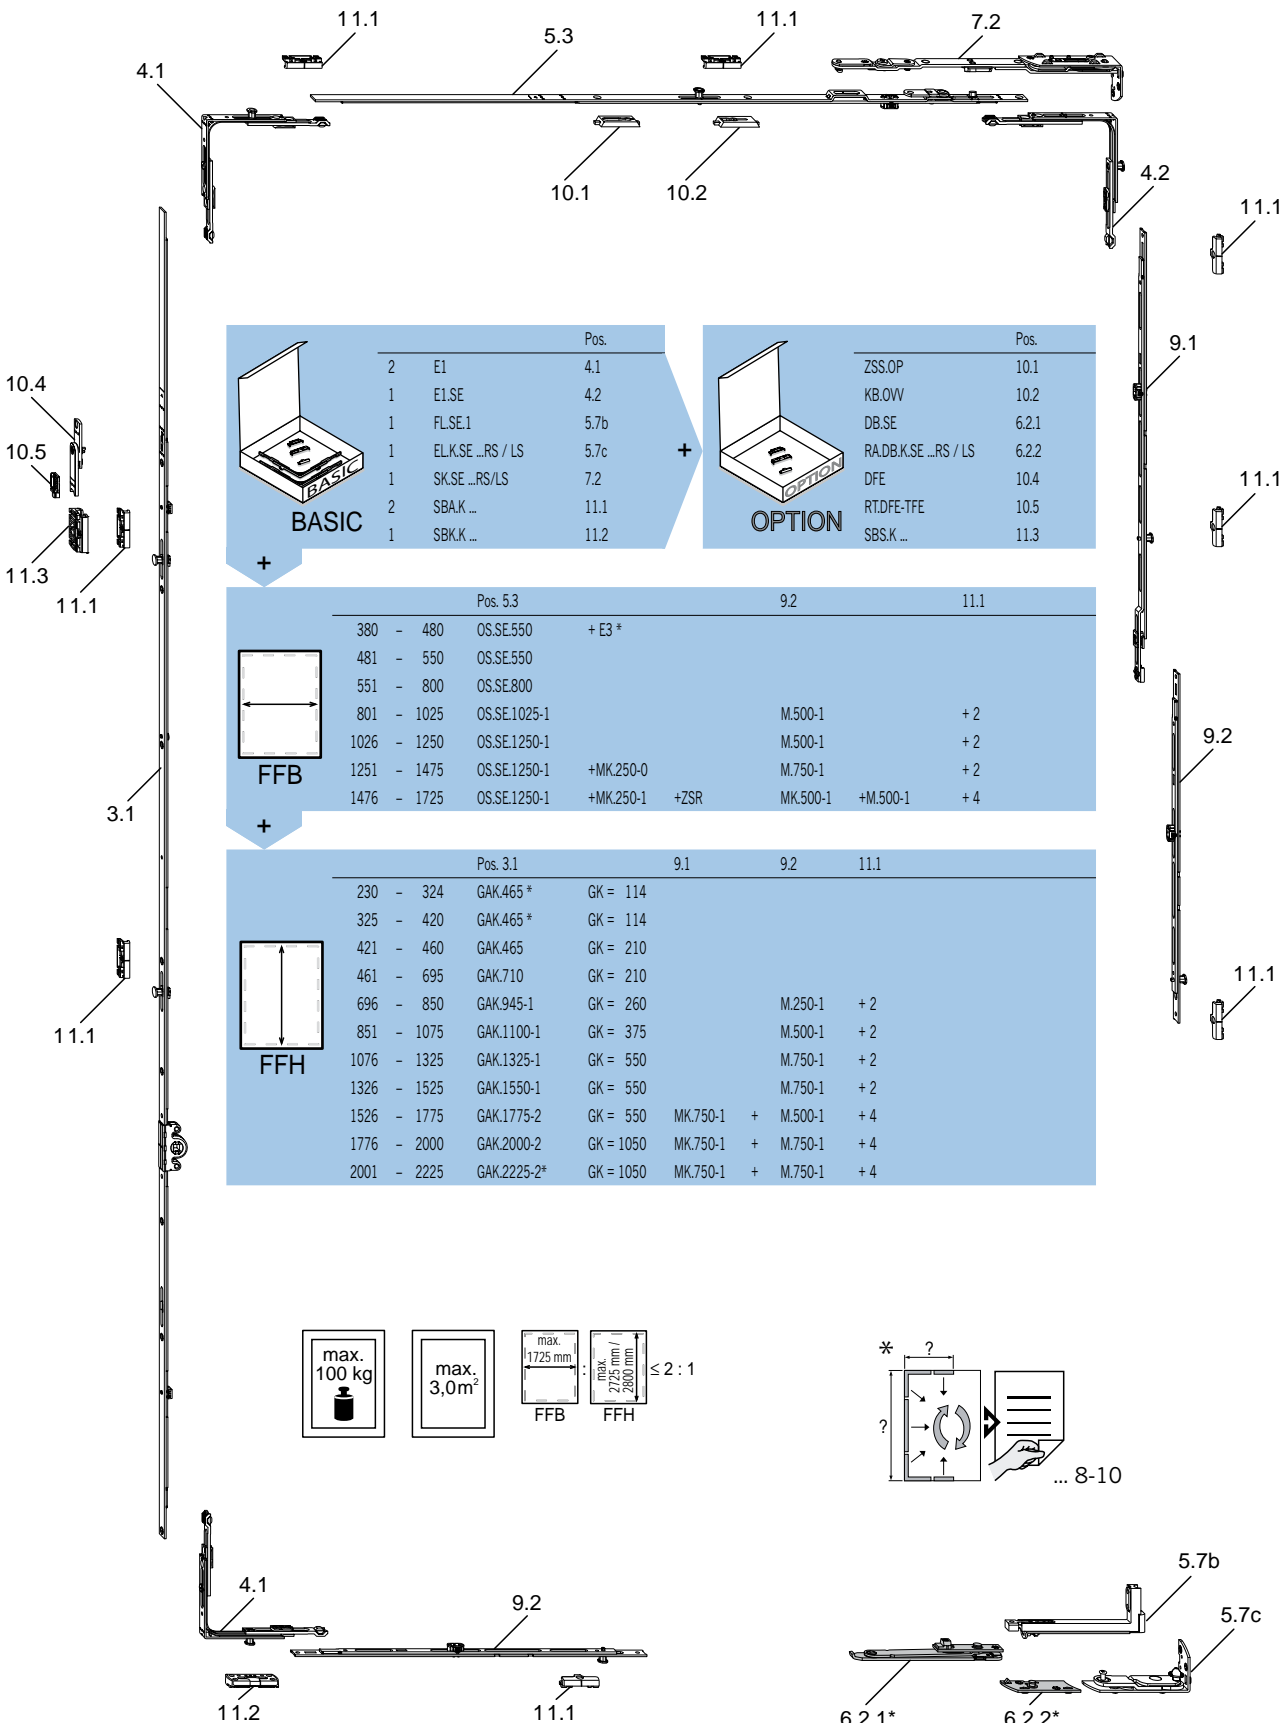 11.1
5.3
11.1
7.2
4.1
10.1
10.2
4.2
11.1
9.1
10.4
10.5
11.3
11.1
11.1
9.2
3.1
11.1
11.1
BASIC
BASIC
Pos.
2 E1 4.1
1 E1.SE 4.2
1 FL.SE.1 5.7b
1 EL.K.SE ...RS / LS 5.7c
1 SK.SE ...RS/LS 7.2
2 SBA.K ... 11.1
1 SBK.K ... 11.2
+
OPTION
OPTION
Pos.
ZSS.OP 10.1
KB.OVV 10.2
DB.SE 6.2.1
RA.DB.K.SE ...RS / LS 6.2.2
DFE 10.4
RT.DFE-TFE 10.5
SBS.K ... 11.3
+
FFB
Pos. 5.3 9.2 11.1
380 – 480 OS.SE.550 + E3 *
481 – 550 OS.SE.550
551 – 800 OS.SE.800
801 – 1025 OS.SE.1025-1 M.500-1 + 2
1026 – 1250 OS.SE.1250-1 M.500-1 + 2
1251 – 1475 OS.SE.1250-1 +MK.250-0 M.750-1 + 2
1476 – 1725 OS.SE.1250-1 +MK.250-1 +ZSR MK.500-1 +M.500-1 + 4
+
FFH
Pos. 3.1 9.1 9.2 11.1
230 – 324 GAK.465 * GK = 114
325 – 420 GAK.465 * GK = 114
421 – 460 GAK.465 GK = 210
461 – 695 GAK.710 GK = 210
696 – 850 GAK.945-1 GK = 260 M.250-1 + 2
851 – 1075 GAK.1100-1 GK = 375 M.500-1 + 2
1076 – 1325 GAK.1325-1 GK = 550 M.750-1 + 2
1326 – 1525 GAK.1550-1 GK = 550 M.750-1 + 2
1526 – 1775 GAK.1775-2 GK = 550 MK.750-1 + M.500-1 + 4
1776 – 2000 GAK.2000-2 GK = 1050 MK.750-1 + M.750-1 + 4
2001 – 2225 GAK.2225-2* GK = 1050 MK.750-1 + M.750-1 + 4
max.
100 kg
max.
3,0m²
max.
1725 mm
FFB
:
max.
2725 mm /
2800 mm
FFH
≤ 2 : 1
*
?
?
... 8-10
4.1
9.2
11.2
11.1
5.7b
5.7c
6.2.1*
6.2.2*